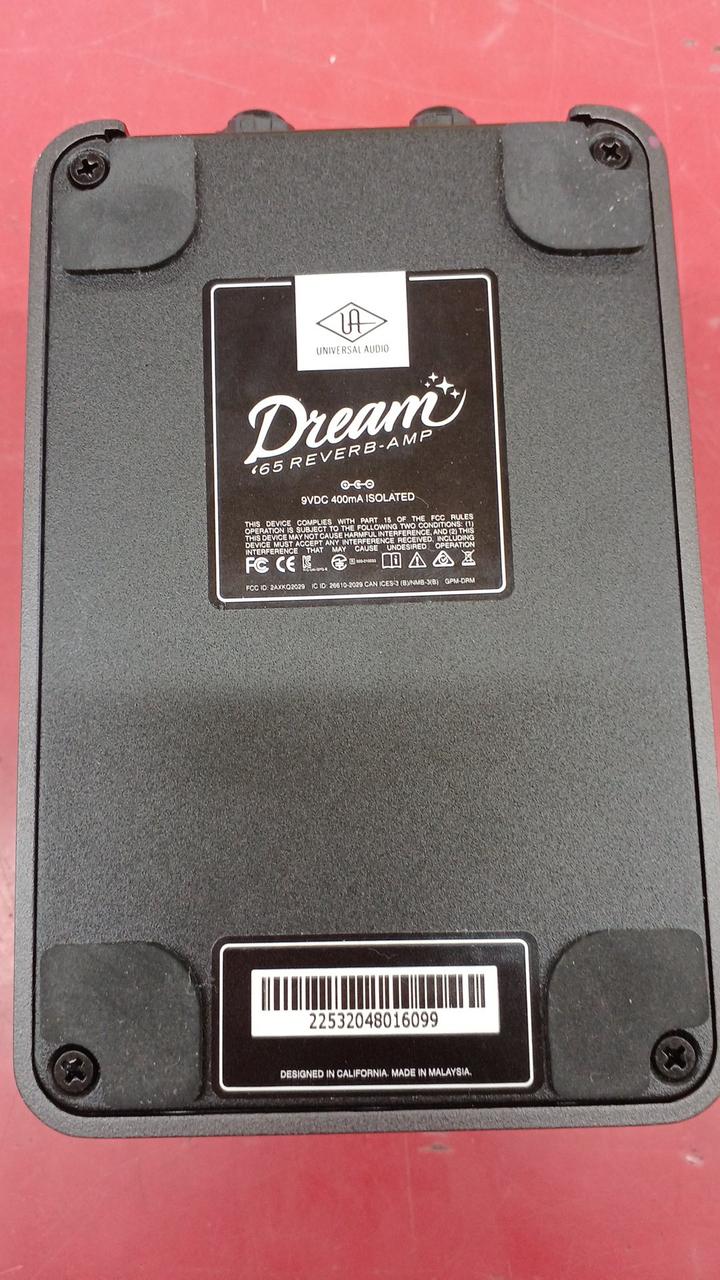 UA
UNIVERSAL AUDIO
Dream
'65 REVERB-AMP
9VDC 400mA ISOLATED
THIS DEVICE COMPLIES WITH PART 15 OF THE FCC RULES
OPERATION IS SUBJECT TO THE FOLLOWING TWO CONDITIONS: (1)
THIS DEVICE MAY NOT CAUSE HARMFUL INTERFERENCE, AND (2) THIS
DEVICE MUST ACCEPT ANY INTERFERENCE RECEIVED, INCLUDING
INTERFERENCE THAT MAY CAUSE UNDESIRED OPERATION
FC CE
FCC ID: 2AXKQ2029 IC ID: 26610-2029 CAN ICES-3 (B)/NMB-3(B) GPM-DRM
22532048016099
DESIGNED IN CALIFORNIA. MADE IN MALAYSIA.